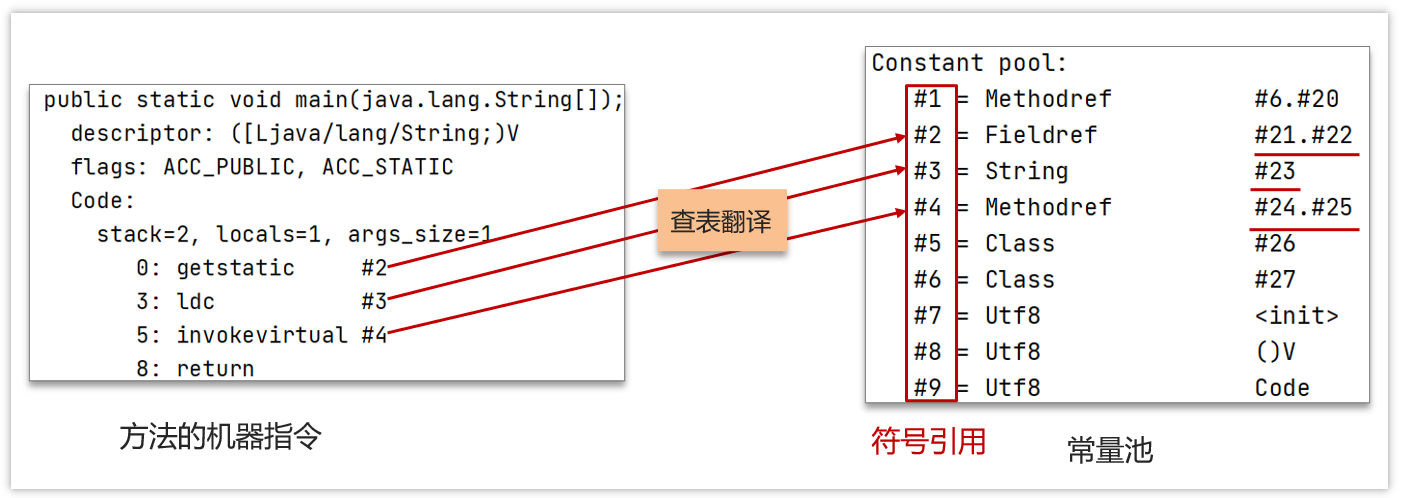 public static void main(java.lang.String[]);
descriptor: ([Ljava/lang/String;)V
flags: ACC_PUBLIC, ACC_STATIC
Code:
stack=2, locals=1, args_size=1
0: getstatic #2
3: ldc #3
5: invokevirtual #4
8: return
方法的机器指令
查表翻译
Constant pool:
#1 = Methodref #6.#20
#2 = Fieldref #21.#22
#3 = String #23
#4 = Methodref #24.#25
#5 = Class #26
#6 = Class #27
#7 = Utf8 <init>
#8 = Utf8 ()V
#9 = Utf8 Code
符号引用
常量池